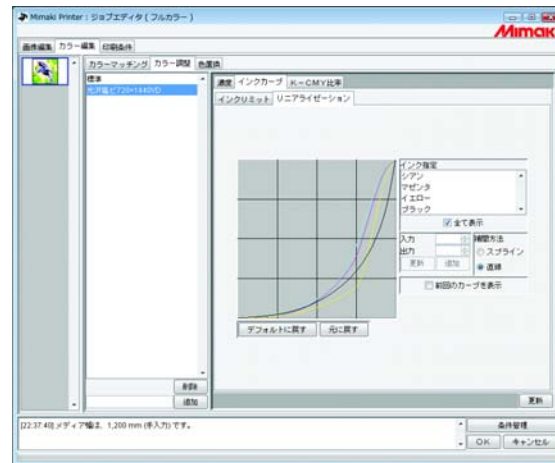 Mimaki Printer : ジョブエディタ ( フルカラー )
Mimaki
画像編集 カラー編集 印刷条件
カラーマッチング カラー調整 色置換
標準
光沢塩ビ720×1440VD
濃度 インクカーブ K-CMY比率
インクリミット リニアライゼーション
インク指定
シアン
マゼンタ
イエロー
ブラック
全て表示
入力
出力
更新 追加
補間方法
スプライン
直線
前回のカーブを表示
デフォルトに戻す 元に戻す
削除
追加
更新
[22:37:40] メディア幅は、1,200 mm (手入力) です。
条件管理
OK キャンセル